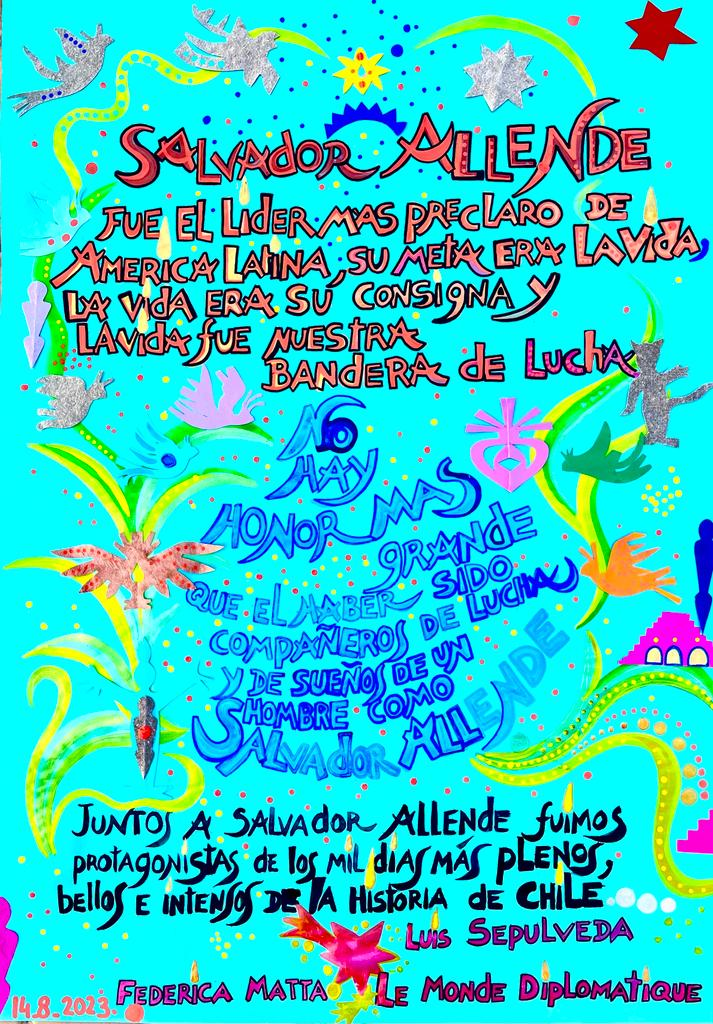 SALVADOR ALLENDE
FUE EL LIDER MAS PRECLARO DE
AMERICA LATINA, SU META ERA LA VIDA,
LA VIDA ERA SU CONSIGNA Y
LA VIDA fUE NUESTRA
BANDERA dE LUCHA
NO
HAY
HONOR MAS
GRANDE
QUE EL HABER SIDO
COMPAÑEROS DE LUCHA
Y DE SUEÑOS DE UN
HOMBRE COMO
SALVADOR ALLENDE
JUNTOS A SALVADOR ALLENDE fUIMOS
PROTAGONISTAS DE LOS MIL DIAS MÁS PLENOS,
BELLOS E INTENSOS DE LA HISTORIA dE CHILE
LUIS SEPULVEDA
FEDERICA MATTA LE MONDE DIPLOMATIQUE
14.8.2023.